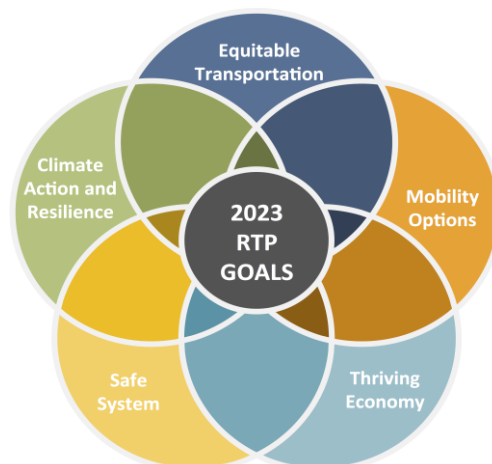 Equitable
Transportation
Climate
Action and
Resilience
Mobility
Options
2023
RTP
GOALS
Safe
System
Thriving
Economy